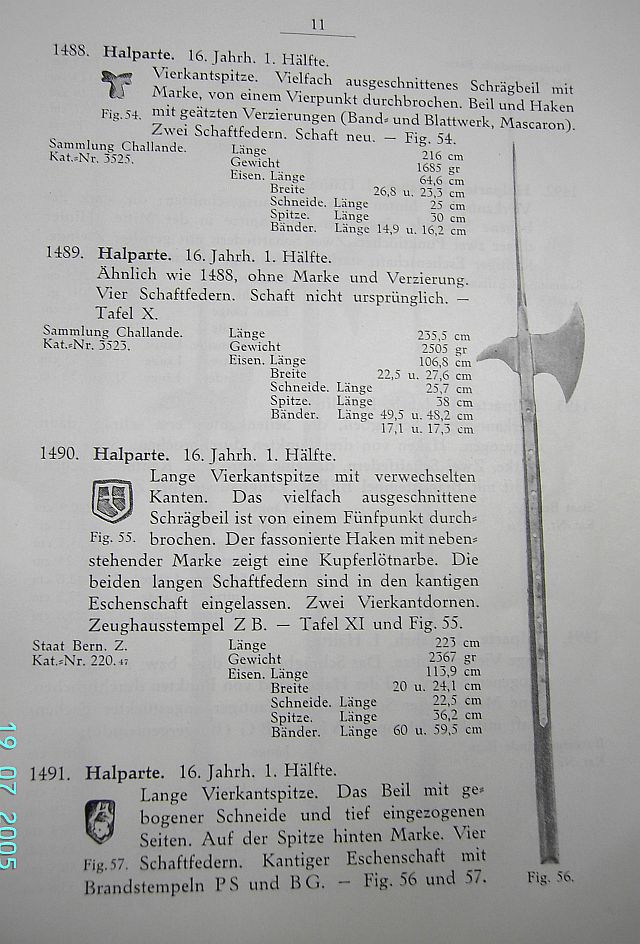 11
1488. Halparte. 16. Jahrh. 1. Hälfte.
Vierkantspitze. Vielfach ausgeschnittenes Schrägbeil mit
Marke, von einem Vierpunkt durchbrochen. Beil und Haken
Fig. 54. mit geätzten Verzierungen (Band- und Blattwerk, Mascaron).
Zwei Schaftfedern. Schaft neu. — Fig. 54.
Sammlung Challande. Länge 216 cm
Kat.-Nr. 3525. Gewicht 1685 gr
Eisen. Länge 64,6 cm
Breite 26,8 u. 23,3 cm
Schneide. Länge 25 cm
Spitze. Länge 30 cm
Bänder. Länge 14,9 u. 16,2 cm
1489. Halparte. 16. Jahrh. 1. Hälfte.
Ähnlich wie 1488, ohne Marke und Verzierung.
Vier Schaftfedern. Schaft nicht ursprünglich. —
Tafel X.
Sammlung Challande. Länge 235,5 cm
Kat.-Nr. 3523. Gewicht 2505 gr
Eisen. Länge 106,8 cm
Breite 22,5 u. 27,6 cm
Schneide. Länge 25,7 cm
Spitze. Länge 38 cm
Bänder. Länge 49,5 u. 48,2 cm
17,1 u. 17,3 cm
1490. Halparte. 16. Jahrh. 1. Hälfte.
Lange Vierkantspitze mit verwechselten
Kanten. Das vielfach ausgeschnittene
Schrägbeil ist von einem Fünfpunkt durch-
Fig. 55. brochen. Der fassonierte Haken mit neben-
stehender Marke zeigt eine Kupferlötnarbe. Die
beiden langen Schaftfedern sind in den kantigen
Eschenschaft eingelassen. Zwei Vierkantdornen.
Zeughausstempel Z B. — Tafel XI und Fig. 55.
Staat Bern. Z. Länge 223 cm
Kat.-Nr. 220.47 Gewicht 2367 gr
Eisen. Länge 113,9 cm
Breite 20 u. 24,1 cm
Schneide. Länge 22,5 cm
Spitze. Länge 36,2 cm
Bänder. Länge 60 u. 59,5 cm
1491. Halparte. 16. Jahrh. 1. Hälfte.
Lange Vierkantspitze. Das Beil mit ge-
bogener Schneide und tief eingezogenen
Seiten. Auf der Spitze hinten Marke. Vier
Fig. 57. Schaftfedern. Kantiger Eschenschaft mit
Brandstempeln P S und B G. — Fig. 56 und 57.
Fig. 56.
19 07 2005